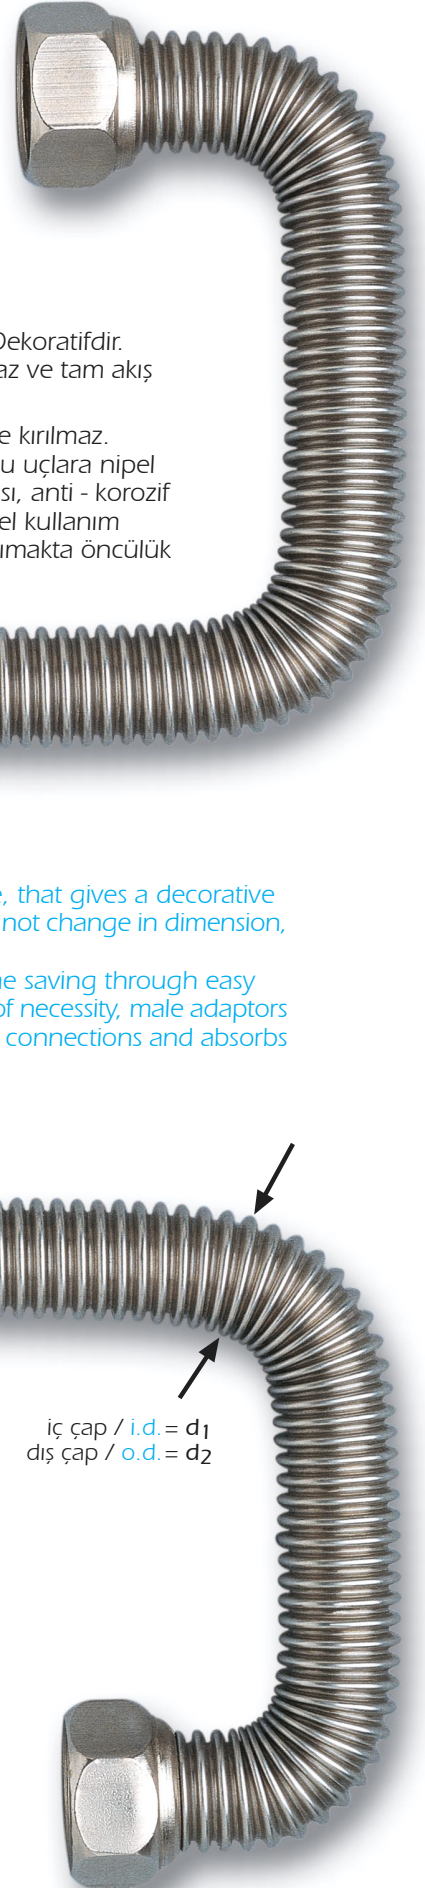 Dekoratifdir.
az ve tam akış
e kırılmaz.
u uçlara nipel
sı, anti - korozif
el kullanım
ımakta öncülük
e, that gives a decorative
not change in dimension,
ne saving through easy
of necessity, male adaptors
connections and absorbs
iç çap / i.d.= d1
dış çap / o.d.= d2